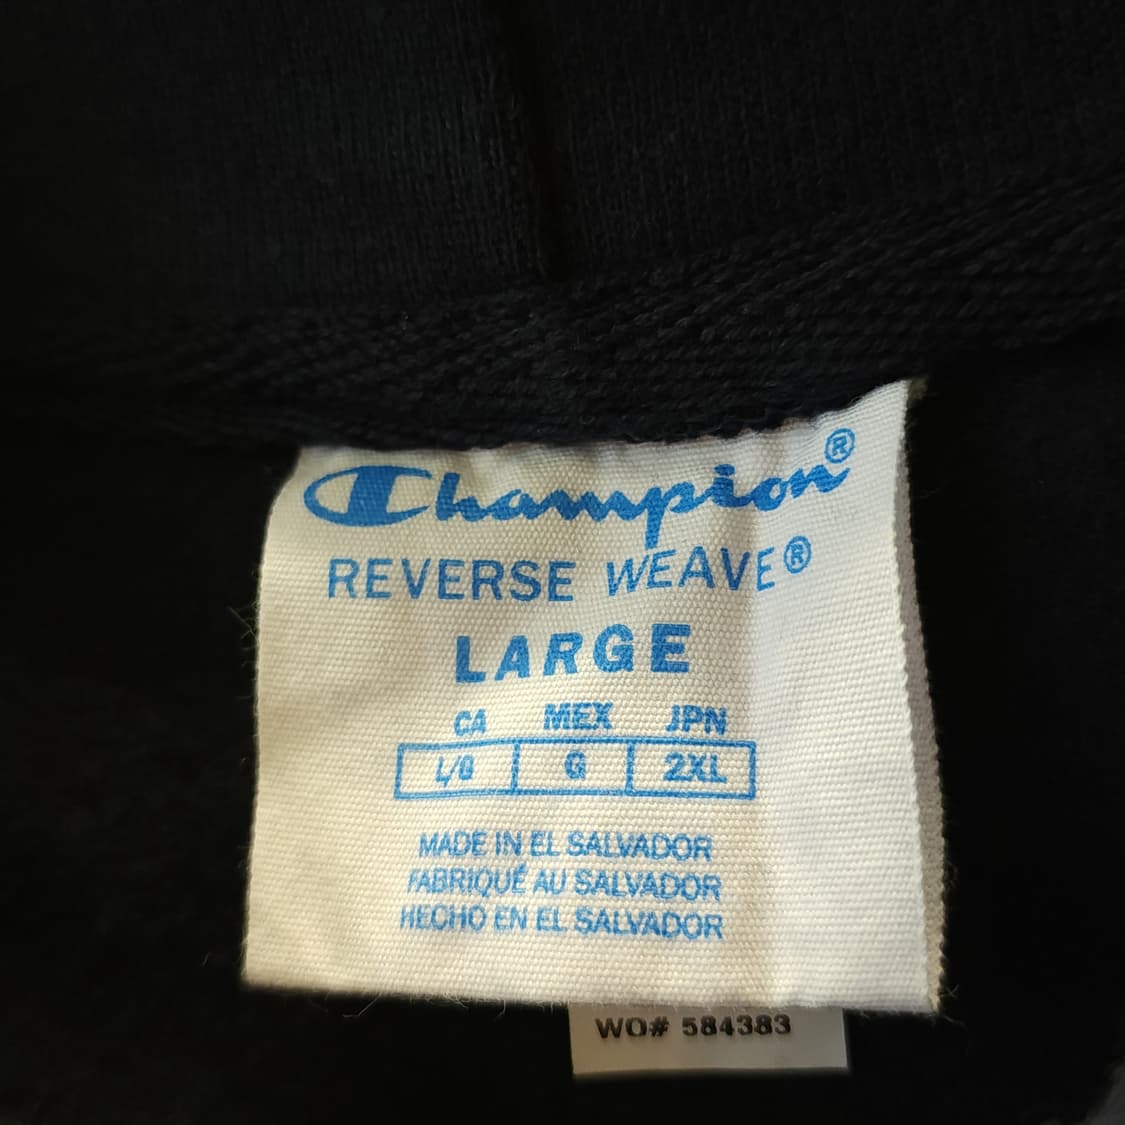 Champion®
REVERSE WEAVE®
LARGE
CA MEX JPN
L/G G 2XL
MADE IN EL SALVADOR
FABRIQUÉ AU SALVADOR
HECHO EN EL SALVADOR
WO# 584383